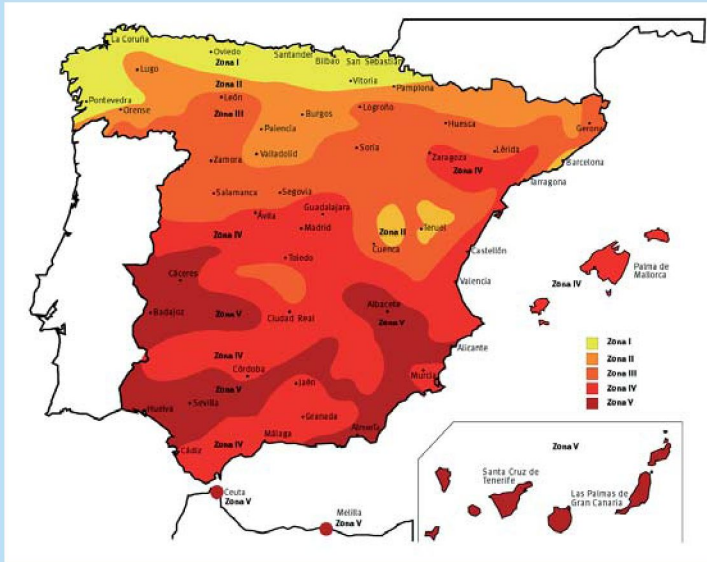 La Coruña
Oviedo
Santander
Bilbao
San Sebastián
Zona I
Lugo
Vitoria
Pamplona
Zona II
León
Pontevedra
Orense
Zona III
Burgos
Logroño
Huesca
Gerona
Palencia
Valladolid
Soria
Zaragoza
Lérida
Barcelona
Zamora
Zona IV
Tarragona
Salamanca
Segovia
Ávila
Guadalajara
Zona IV
Madrid
Zona II
Teruel
Cuenca
Castellón
Toledo
Cáceres
Valencia
Zona IV
Palma de
Mallorca
Badajoz
Zona V
Ciudad Real
Albacete
Zona V
Alicante
Zona IV
Córdoba
Jaén
Murcia
Zona V
Huelva
Sevilla
Granada
Almería
Zona IV
Málaga
Cádiz
Zona I
Zona II
Zona III
Zona IV
Zona V
Ceuta
Zona V
Melilla
Zona V
Zona V
Santa Cruz de
Tenerife
Las Palmas de
Gran Canaria